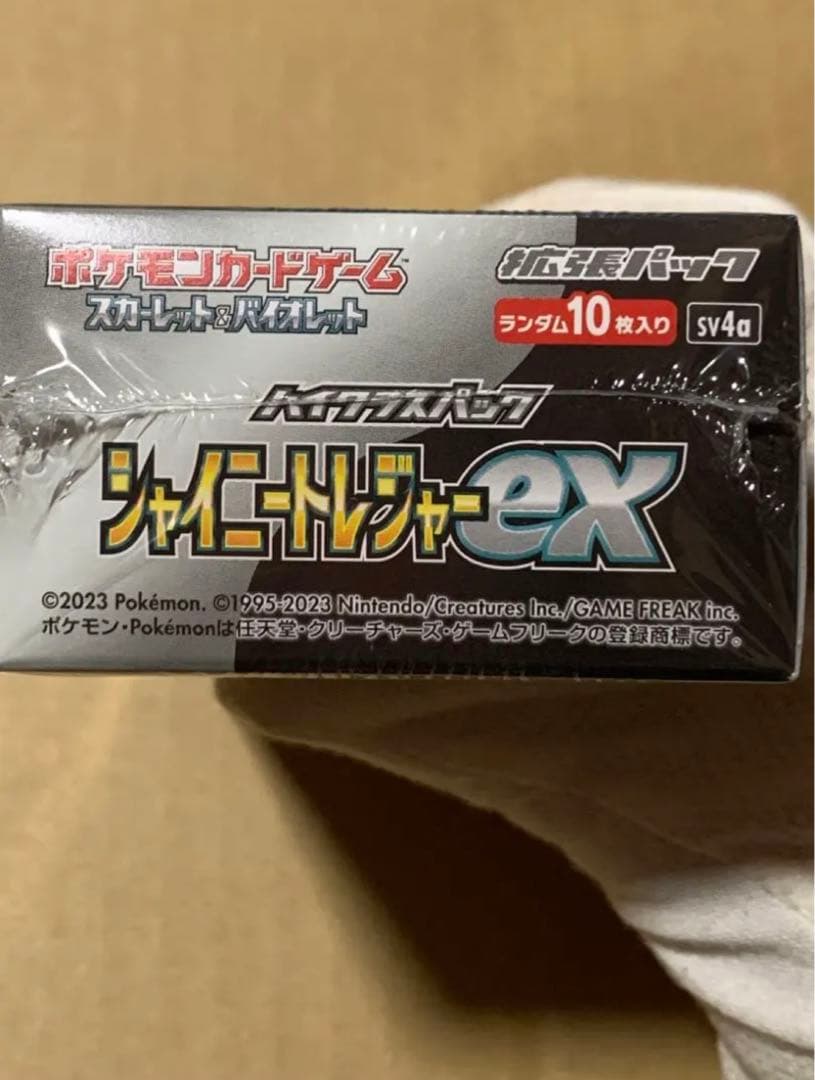 ポケモンカードゲーム™
スカーレット&バイオレット
拡張パック
ランダム10枚入り sv4a
ハイクラスパック
シャイニートレジャーex
©2023 Pokémon. ©1995-2023 Nintendo/Creatures Inc./GAME FREAK inc.
ポケモン・Pokémonは任天堂・クリーチャーズ・ゲームフリークの登録商標です。